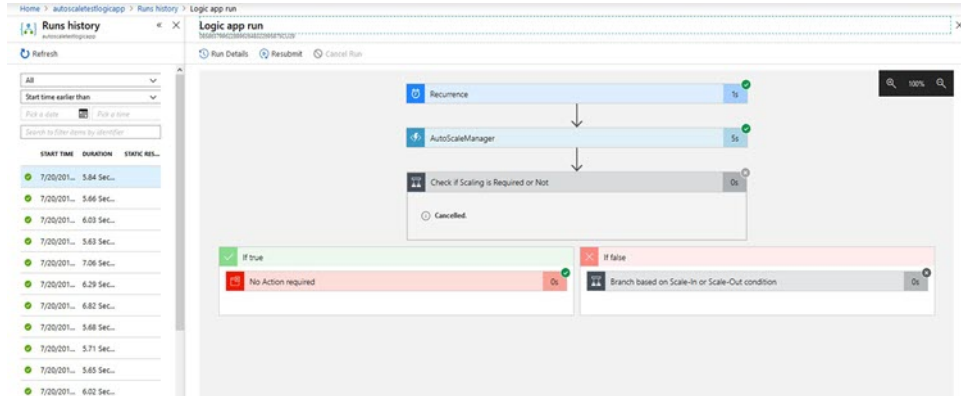 Home > autoscaletestlogicapp > Runs history > Logic app run
Runs history
autoscaletestlogicapp
Refresh
All
Start time earlier than
Pick a date
Pick a time
Search to filter items by identifier
START TIME DURATION STATIC RES...
7/20/201... 5.84 Sec...
7/20/201... 5.66 Sec...
7/20/201... 6.03 Sec...
7/20/201... 5.63 Sec...
7/20/201... 7.06 Sec...
7/20/201... 6.29 Sec...
7/20/201... 6.82 Sec...
7/20/201... 5.68 Sec...
7/20/201... 5.71 Sec...
7/20/201... 5.65 Sec...
7/20/201... 6.02 Sec...
Logic app run
Run Details Resubmit Cancel Run
100%
Recurrence 1s
AutoScaleManager 5s
Check if Scaling is Required or Not 0s
Cancelled.
If true
No Action required 0s
If false
Branch based on Scale-In or Scale-Out condition 0s